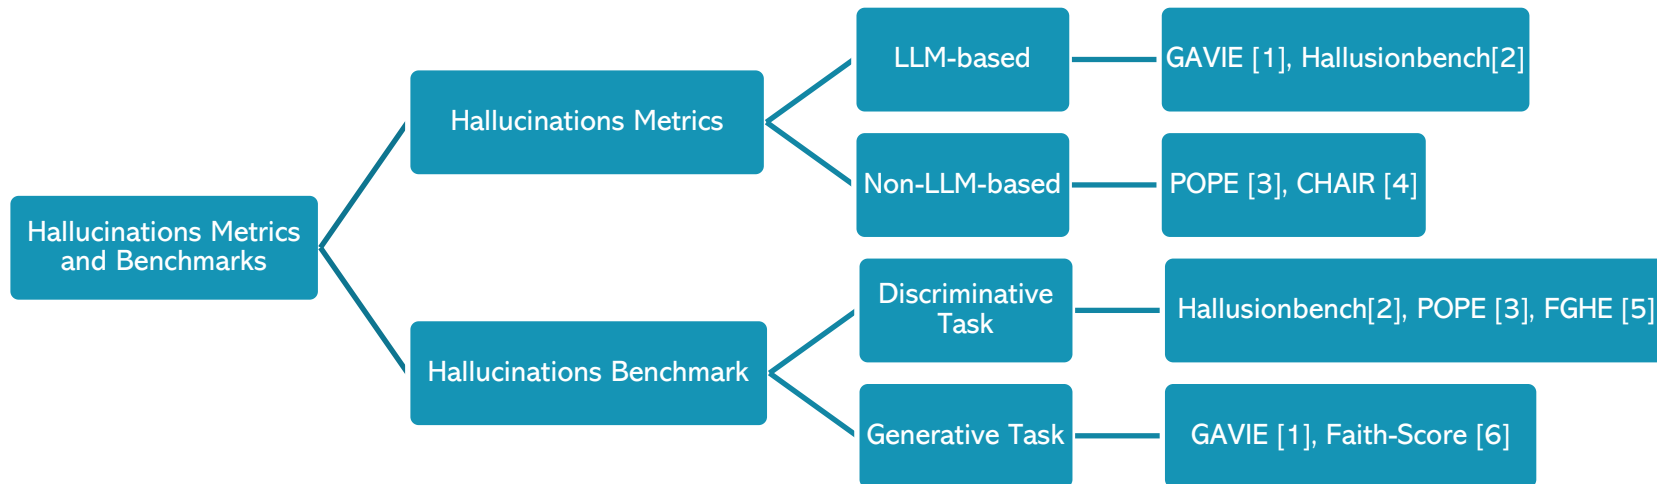 LLM-based
GAVIE [1], Hallusionbench[2]
Hallucinations Metrics
Non-LLM-based
POPE [3], CHAIR [4]
Hallucinations Metrics
and Benchmarks
Discriminative
Task
Hallusionbench[2], POPE [3], FGHE [5]
Hallucinations Benchmark
Generative Task
GAVIE [1], Faith-Score [6]